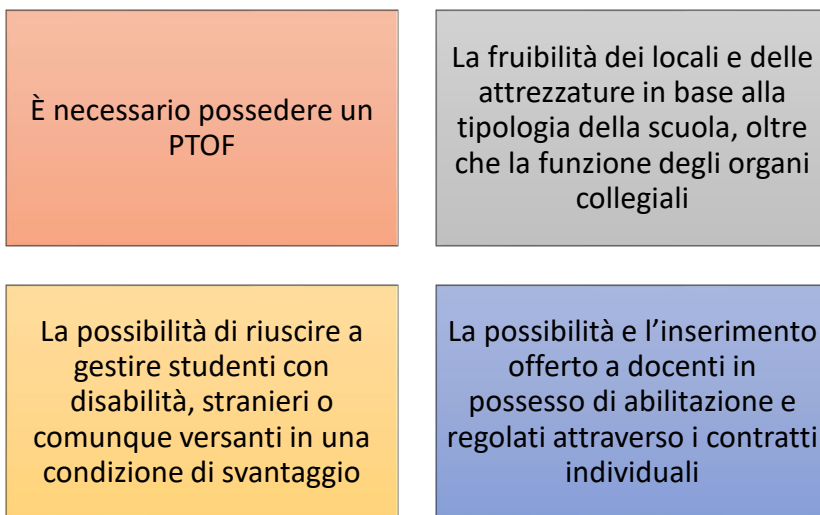 È necessario possedere un
PTOF
La fruibilità dei locali e delle
attrezzature in base alla
tipologia della scuola, oltre
che la funzione degli organi
collegiali
La possibilità di riuscire a
gestire studenti con
disabilità, stranieri o
comunque versanti in una
condizione di svantaggio
La possibilità e l’inserimento
offerto a docenti in
possesso di abilitazione e
regolati attraverso i contratti
individuali